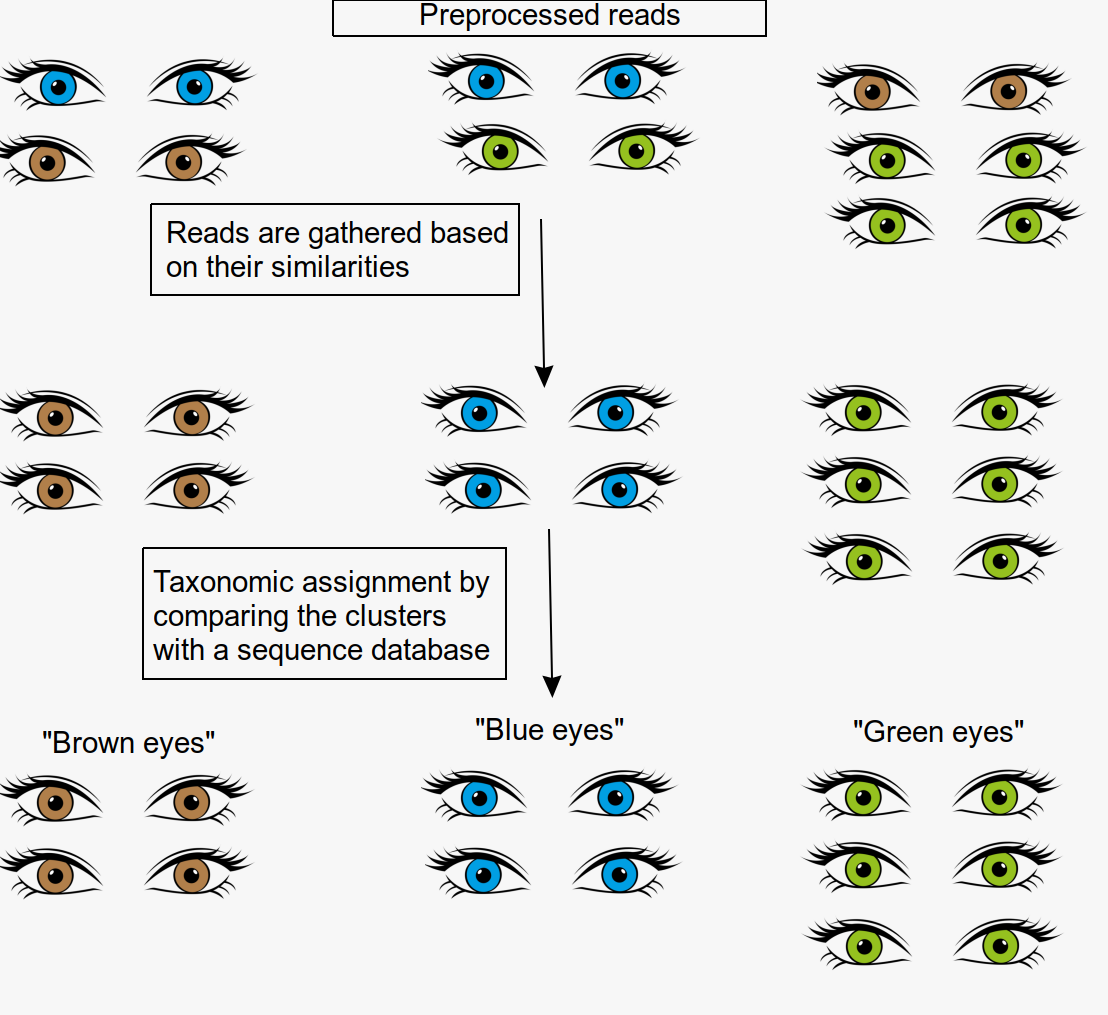 Preprocessed reads
Reads are gathered based
on their similarities
Taxonomic assignment by
comparing the clusters
with a sequence database
"Brown eyes"
"Blue eyes"
"Green eyes"